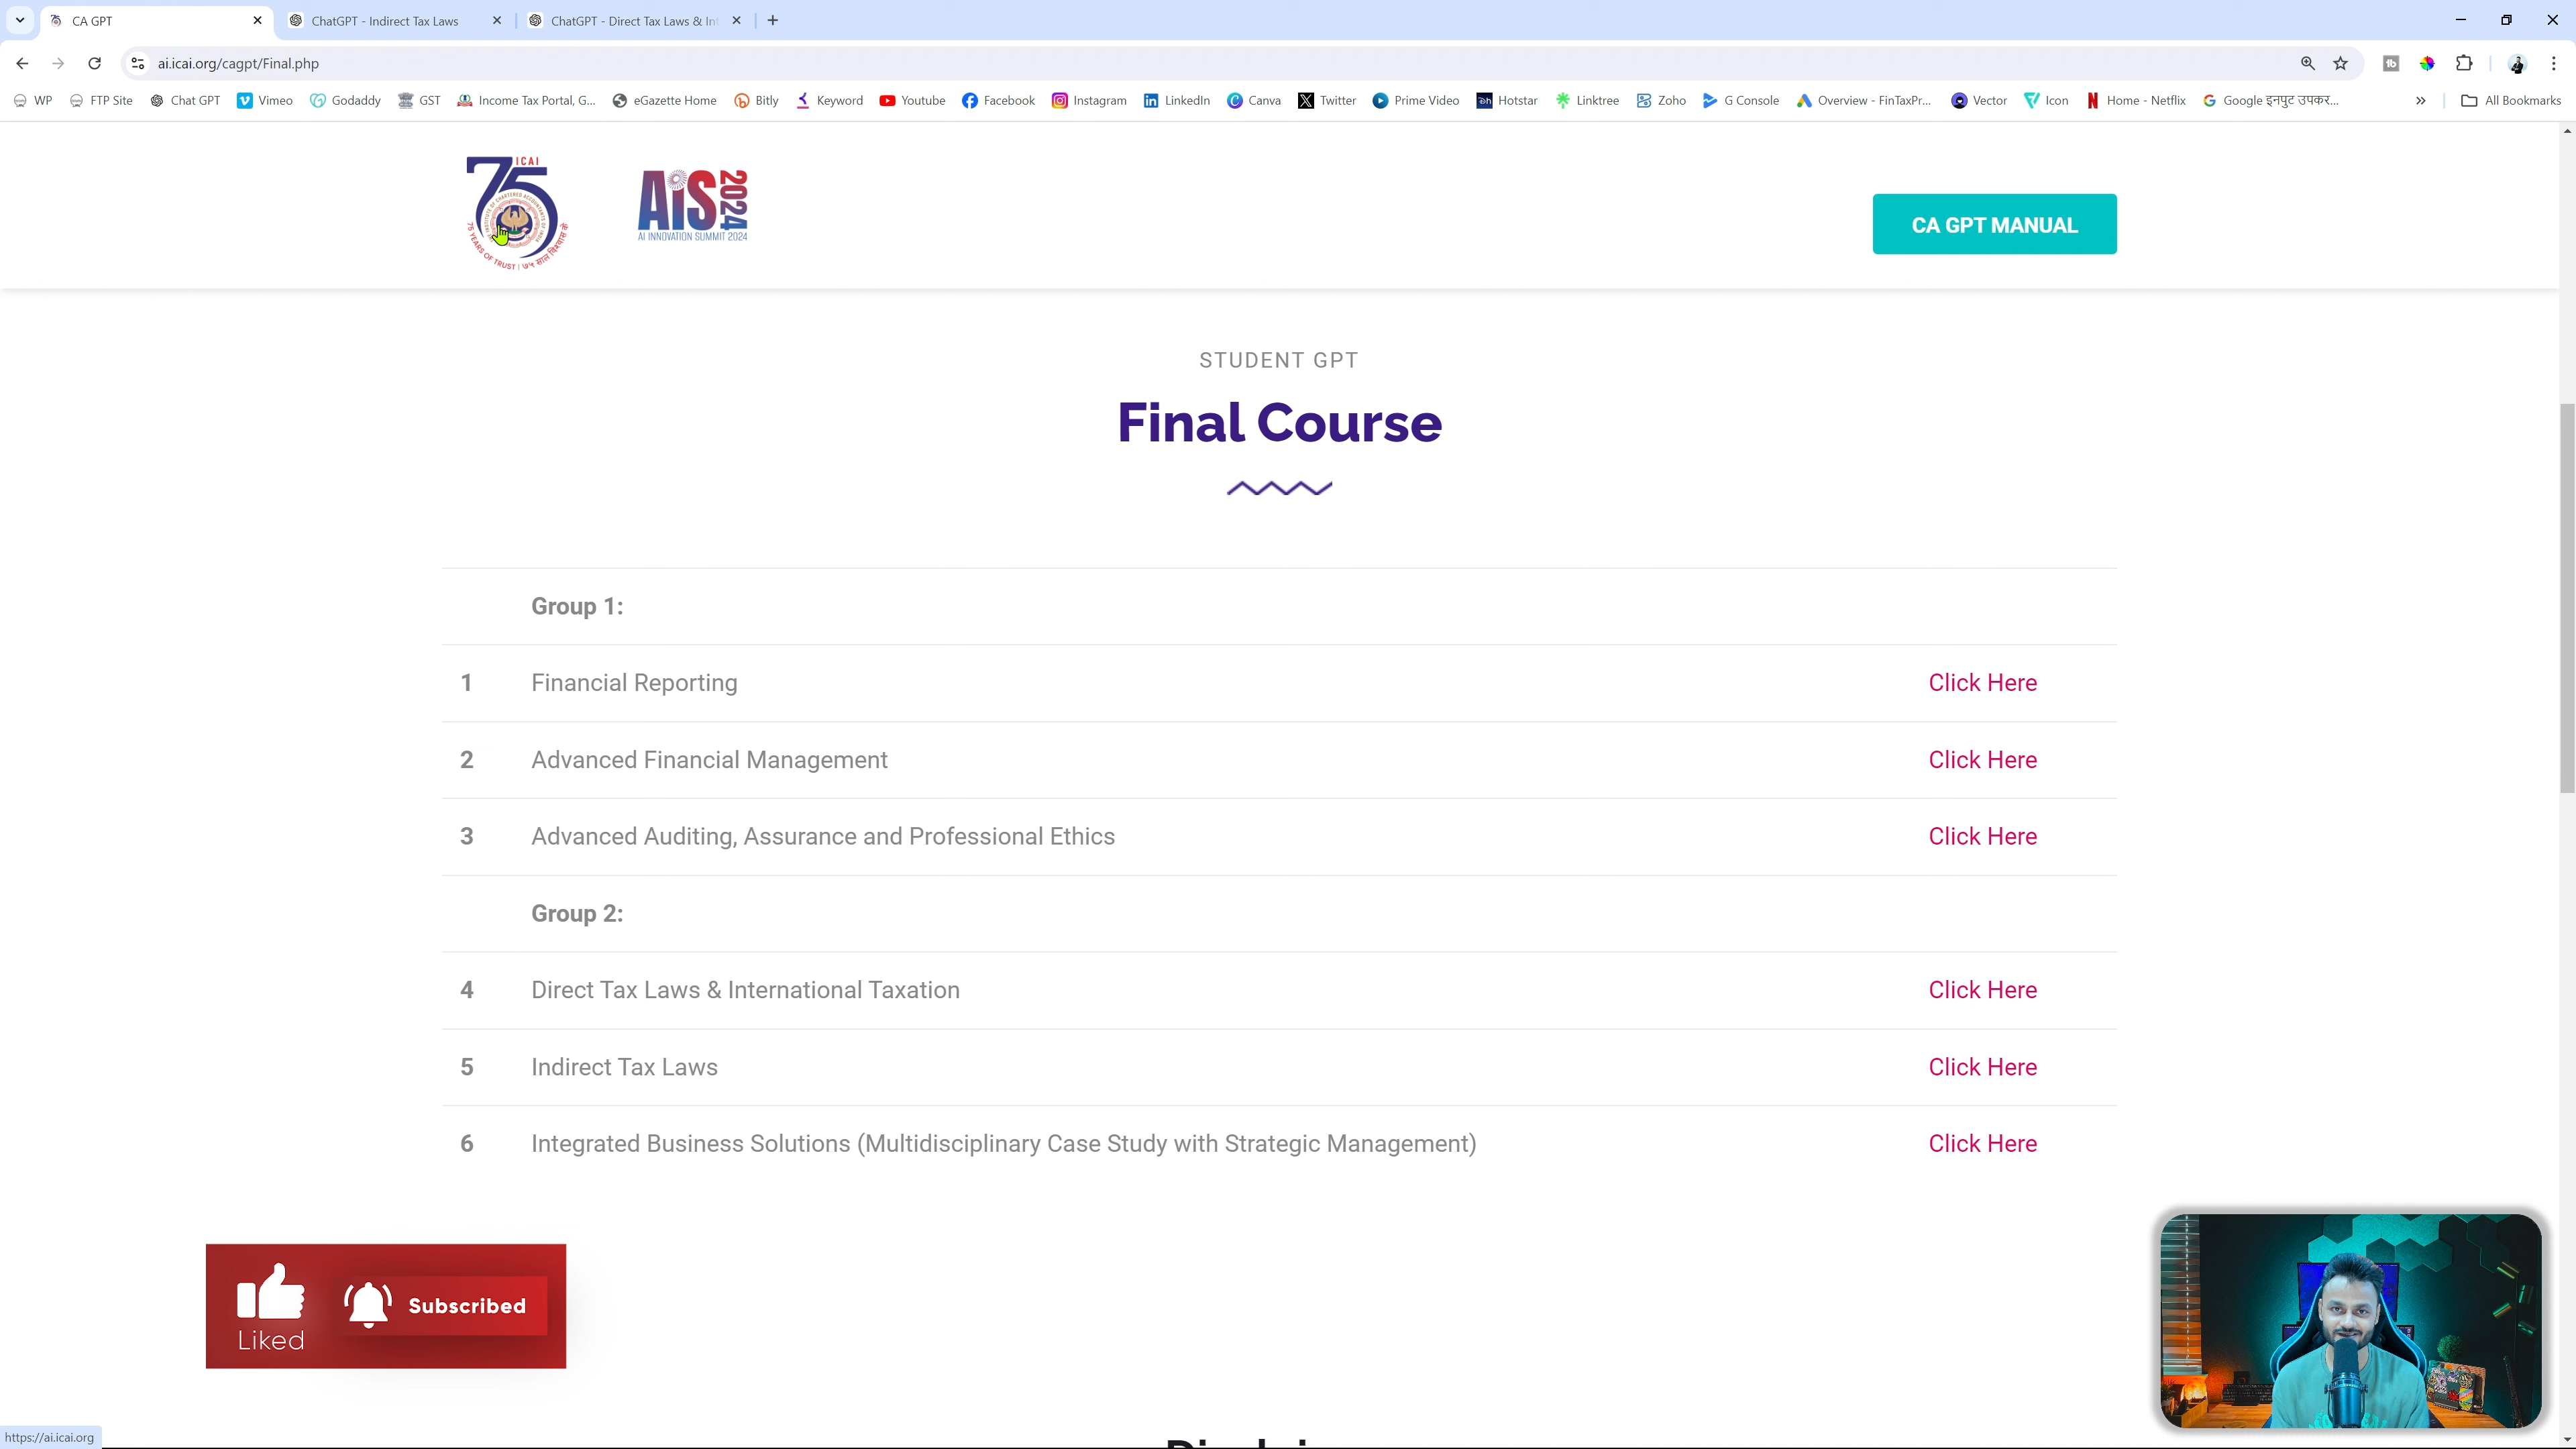 CA GPT
ChatGPT - Indirect Tax Laws
ChatGPT - Direct Tax Laws & Int
ai.icai.org/cagpt/Final.php
WP
FTP Site
Chat GPT
Vimeo
Godaddy
GST
Income Tax Portal, G...
eGazette Home
Bitly
Keyword
Youtube
Facebook
Instagram
LinkedIn
Canva
Twitter
Prime Video
Hotstar
Linktree
Zoho
G Console
Overview - FinTaxPr...
Vector
Icon
Home - Netflix
Google इनपुट उपकर...
All Bookmarks
ICAI
75
75 YEARS OF TRUST
AiS 2024
AI INNOVATION SUMMIT 2024
CA GPT MANUAL
STUDENT GPT
Final Course
Group 1:
1 Financial Reporting Click Here
2 Advanced Financial Management Click Here
3 Advanced Auditing, Assurance and Professional Ethics Click Here
Group 2:
4 Direct Tax Laws & International Taxation Click Here
5 Indirect Tax Laws Click Here
6 Integrated Business Solutions (Multidisciplinary Case Study with Strategic Management) Click Here
Liked
Subscribed
https://ai.icai.org